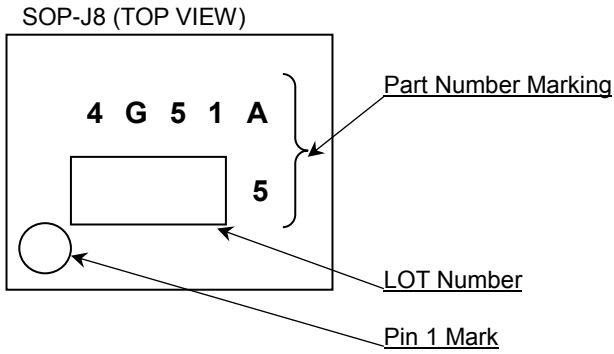 SOP-J8 (TOP VIEW)
Part Number Marking
4 G 5 1 A
5
LOT Number
Pin 1 Mark